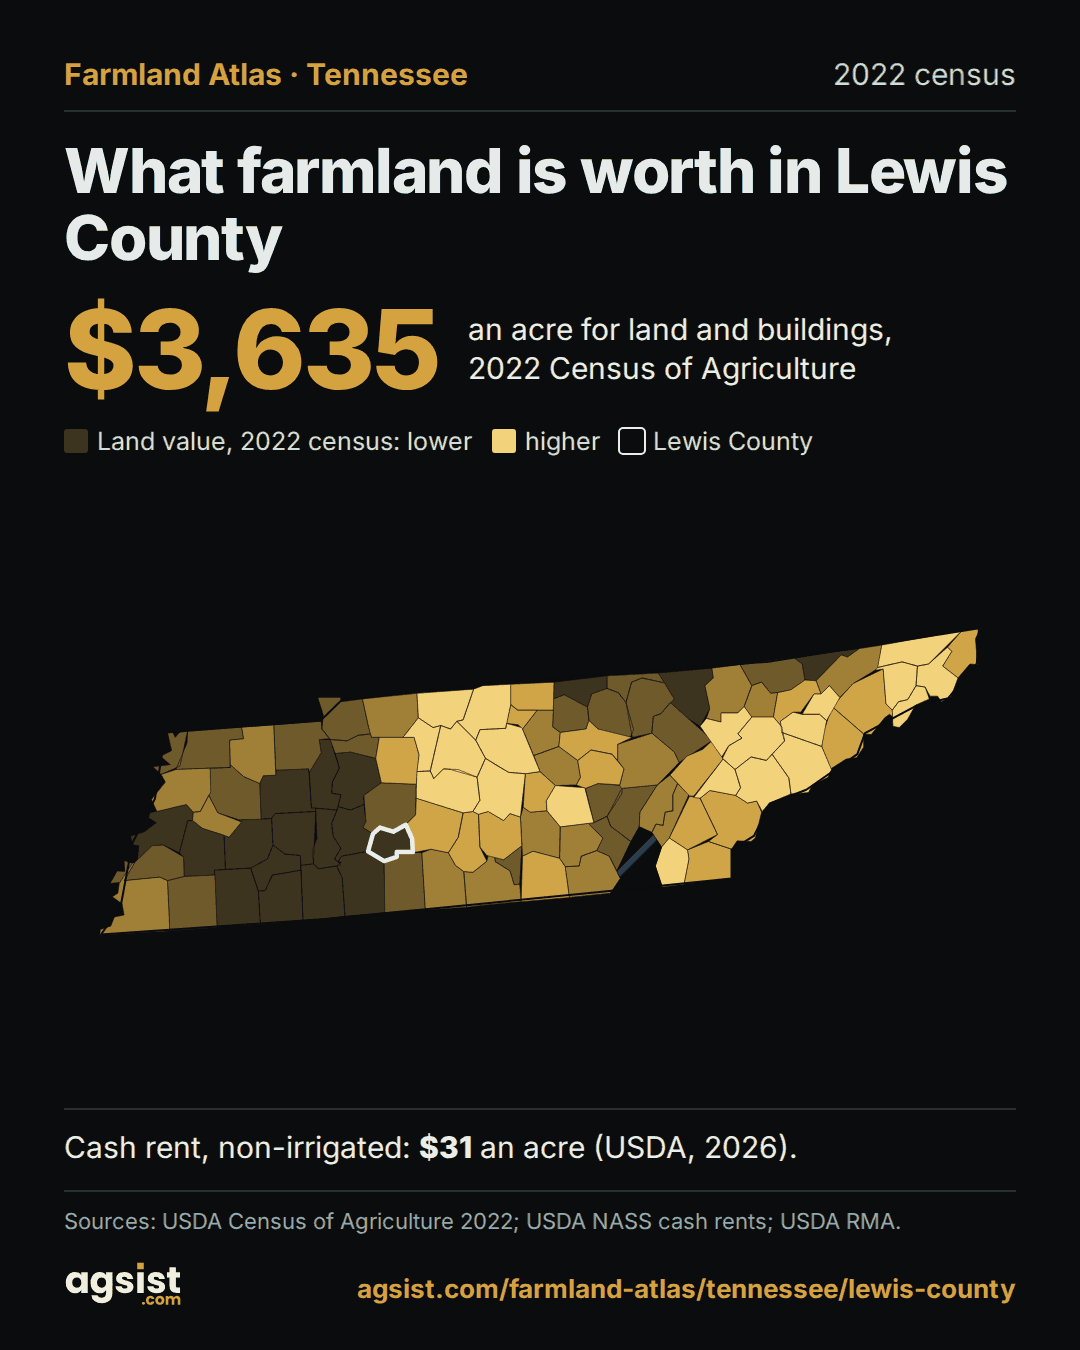 Farmland Atlas · Tennessee
2022 census
What farmland is worth in Lewis
County
$3,635
an acre for land and buildings,
2022 Census of Agriculture
Land value, 2022 census: lower
higher
Lewis County
Cash rent, non-irrigated: $31 an acre (USDA, 2026).
Sources: USDA Census of Agriculture 2022; USDA NASS cash rents; USDA RMA.
agsist
.com
agsist.com/farmland-atlas/tennessee/lewis-county